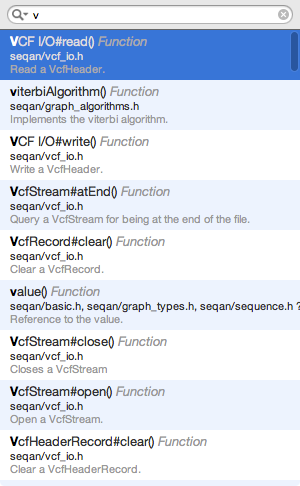 v
VCF I/O#read() Function
seqan/vcf_io.h
Read a VcfHeader.
viterbiAlgorithm() Function
seqan/graph_algorithms.h
Implements the viterbi algorithm.
VCF I/O#write() Function
seqan/vcf_io.h
Write a VcfHeader.
VcfStream#atEnd() Function
seqan/vcf_io.h
Query a VcfStream for being at the end of the file.
VcfRecord#clear() Function
seqan/vcf_io.h
Clear a VcfRecord.
value() Function
seqan/basic.h, seqan/graph_types.h, seqan/sequence.h ?
Reference to the value.
VcfStream#close() Function
seqan/vcf_io.h
Closes a VcfStream
VcfStream#open() Function
seqan/vcf_io.h
Open a VcfStream.
VcfHeaderRecord#clear() Function
seqan/vcf_io.h
Clear a VcfHeaderRecord.